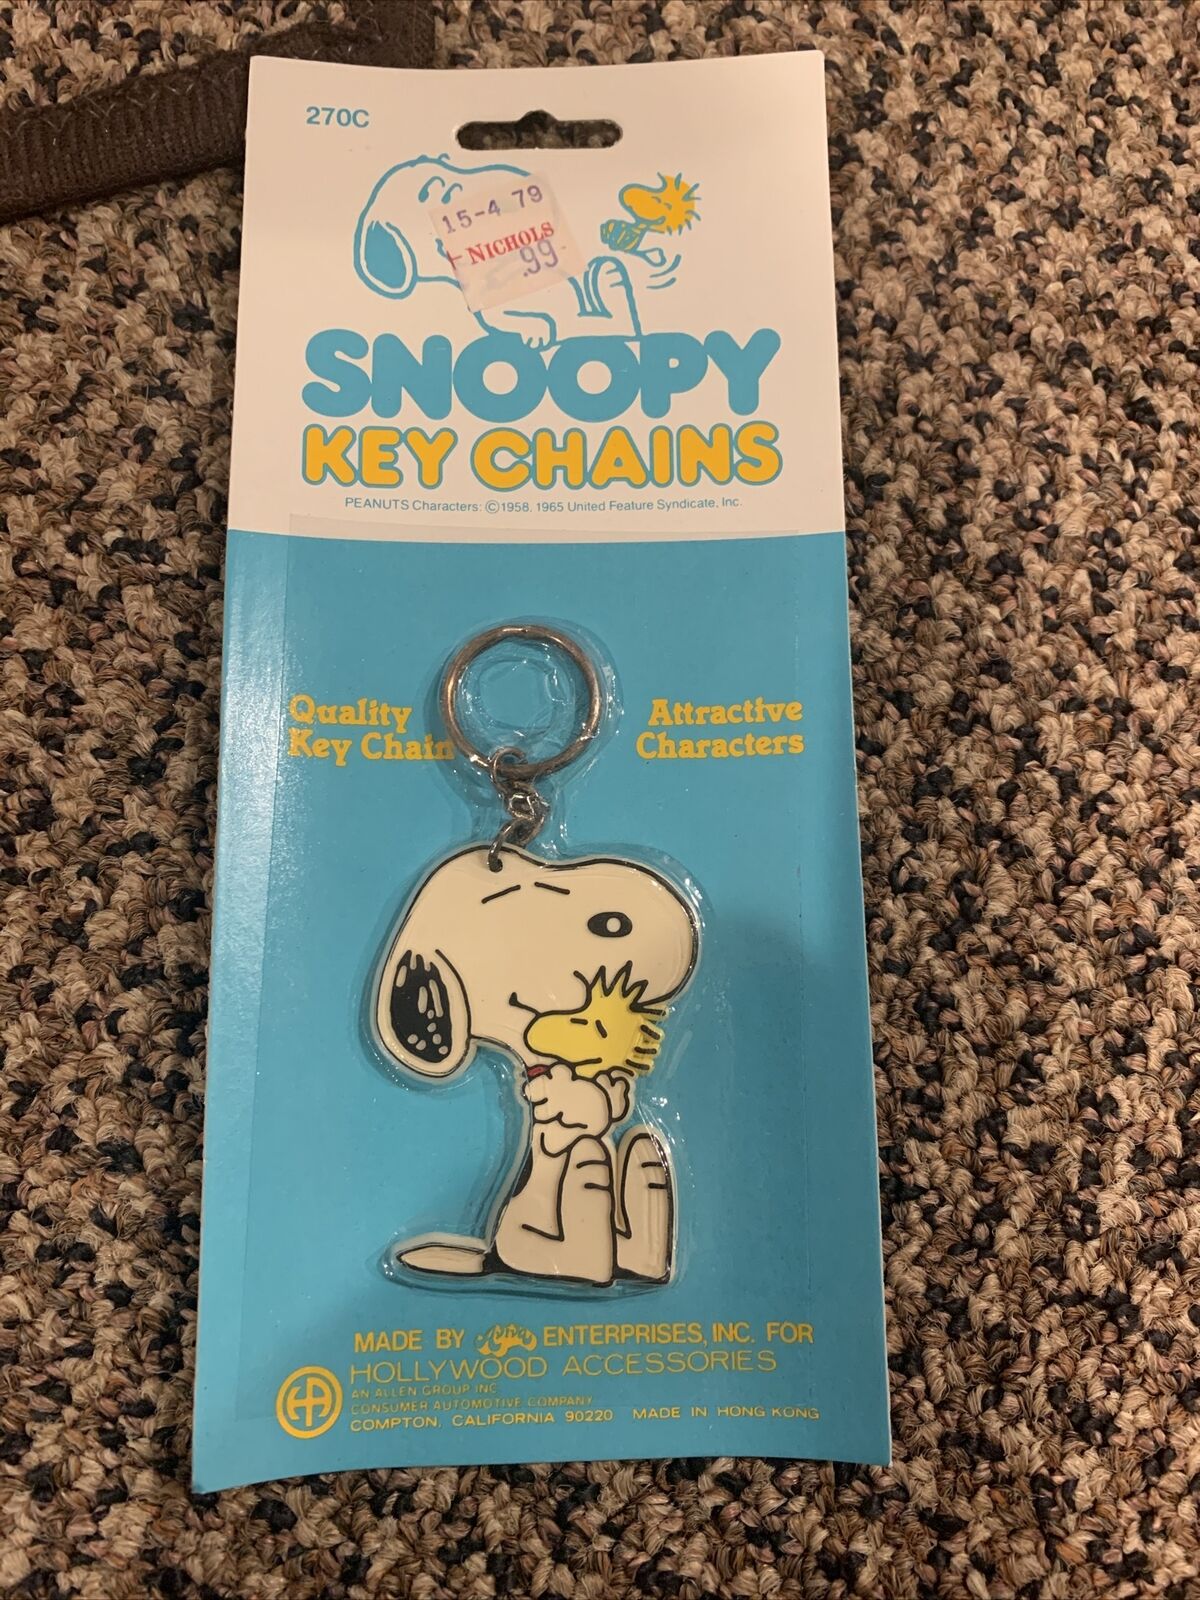 270C
15-4 79
NICHOLS
.99
SNOOPY
KEY CHAINS
PEANUTS Characters: ©1958, 1965 United Feature Syndicate, Inc.
Quality
Key Chain
Attractive
Characters
MADE BY ENTERPRISES, INC. FOR
HOLLYWOOD ACCESSORIES
AN ALLEN GROUP INC
CONSUMER AUTOMOTIVE COMPANY
COMPTON, CALIFORNIA 90220 MADE IN HONG KONG
HA